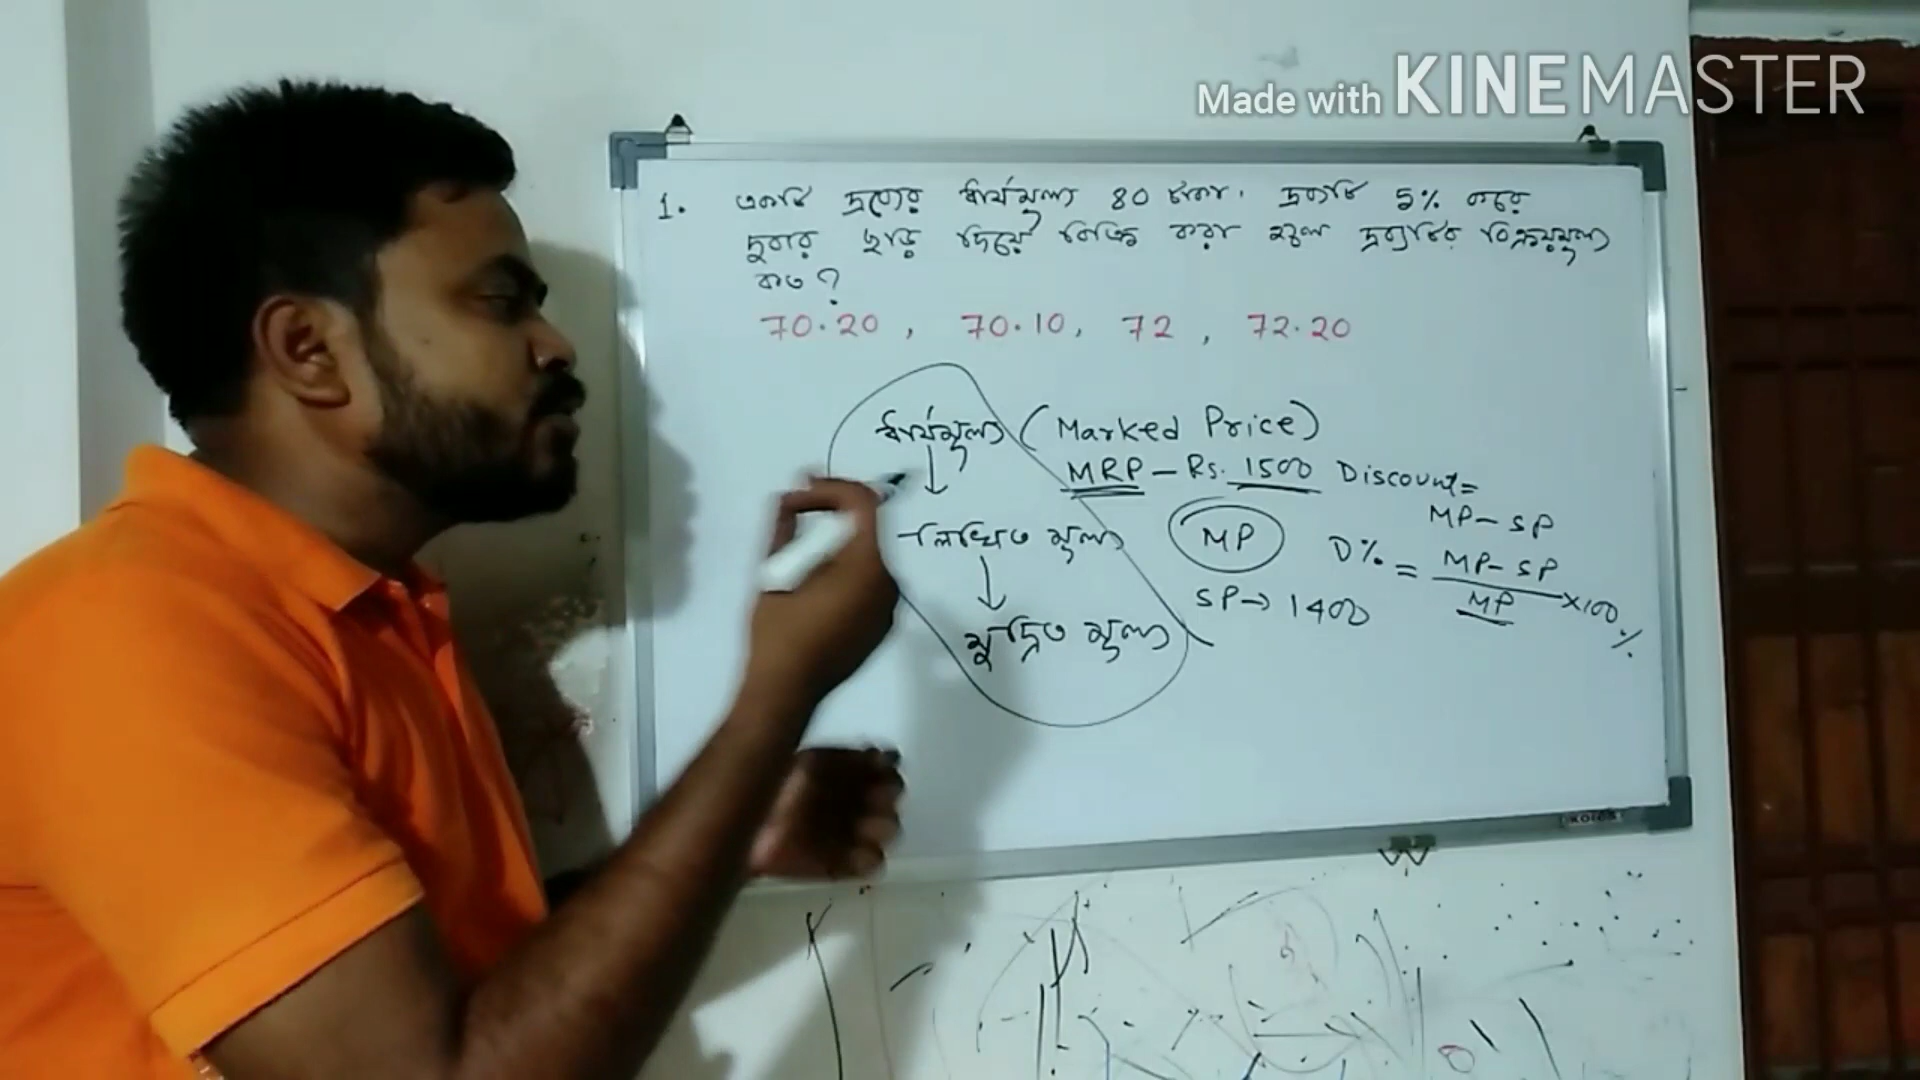 Made with KINEMASTER
1. একটি দ্রব্যের ধার্যমূল্য 80 টাকা। দ্রব্যটি 5% করে
দুবার ছাড় দিয়ে বিক্রি করা হলে দ্রব্যটির বিক্রয়মূল্য
কত ?
70.20 , 70.10, 72 , 72.20
ধার্যমূল্য (Marked Price)
MRP - Rs. 1500 Discount =
MP - SP
লিখিত মূল্য MP D% = MP - SP / MP × 100 %
SP → 1400
মুদ্রিত মূল্য